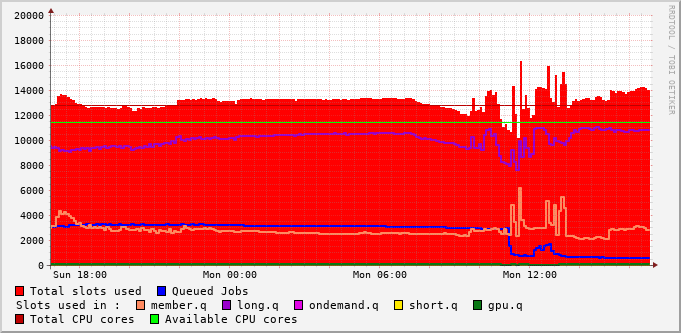 20000
18000
16000
14000
12000
10000
8000
6000
4000
2000
0
Sun 18:00 Mon 00:00 Mon 06:00 Mon 12:00
RRDTOOL / TOBI OETIKER
Total slots used Queued Jobs
Slots used in : member.q long.q ondemand.q short.q gpu.q
Total CPU cores Available CPU cores